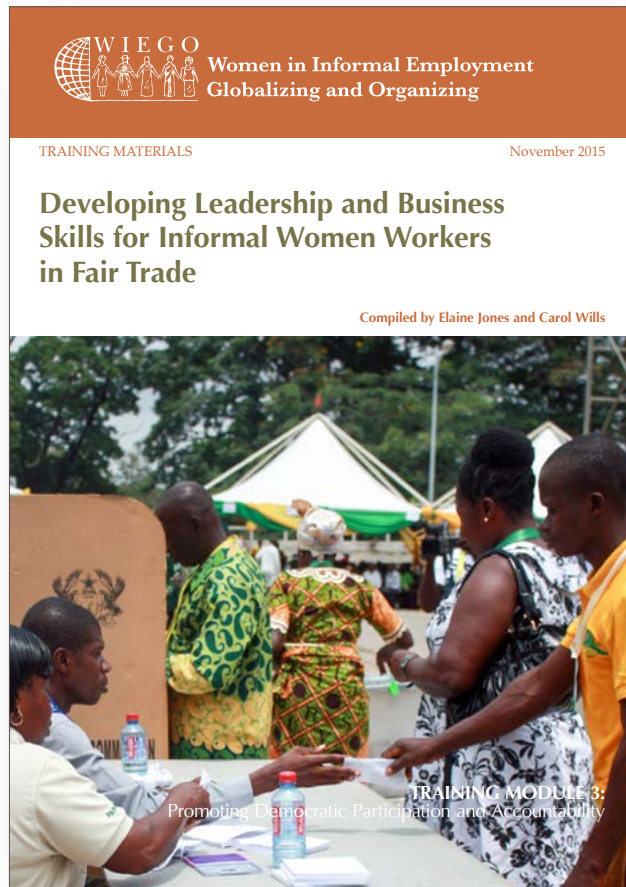 WIEGO
Women in Informal Employment
Globalizing and Organizing
TRAINING MATERIALS
November 2015
Developing Leadership and Business
Skills for Informal Women Workers
in Fair Trade
Compiled by Elaine Jones and Carol Wills
TRAINING MODULE 3:
Promoting Democratic Participation and Accountability